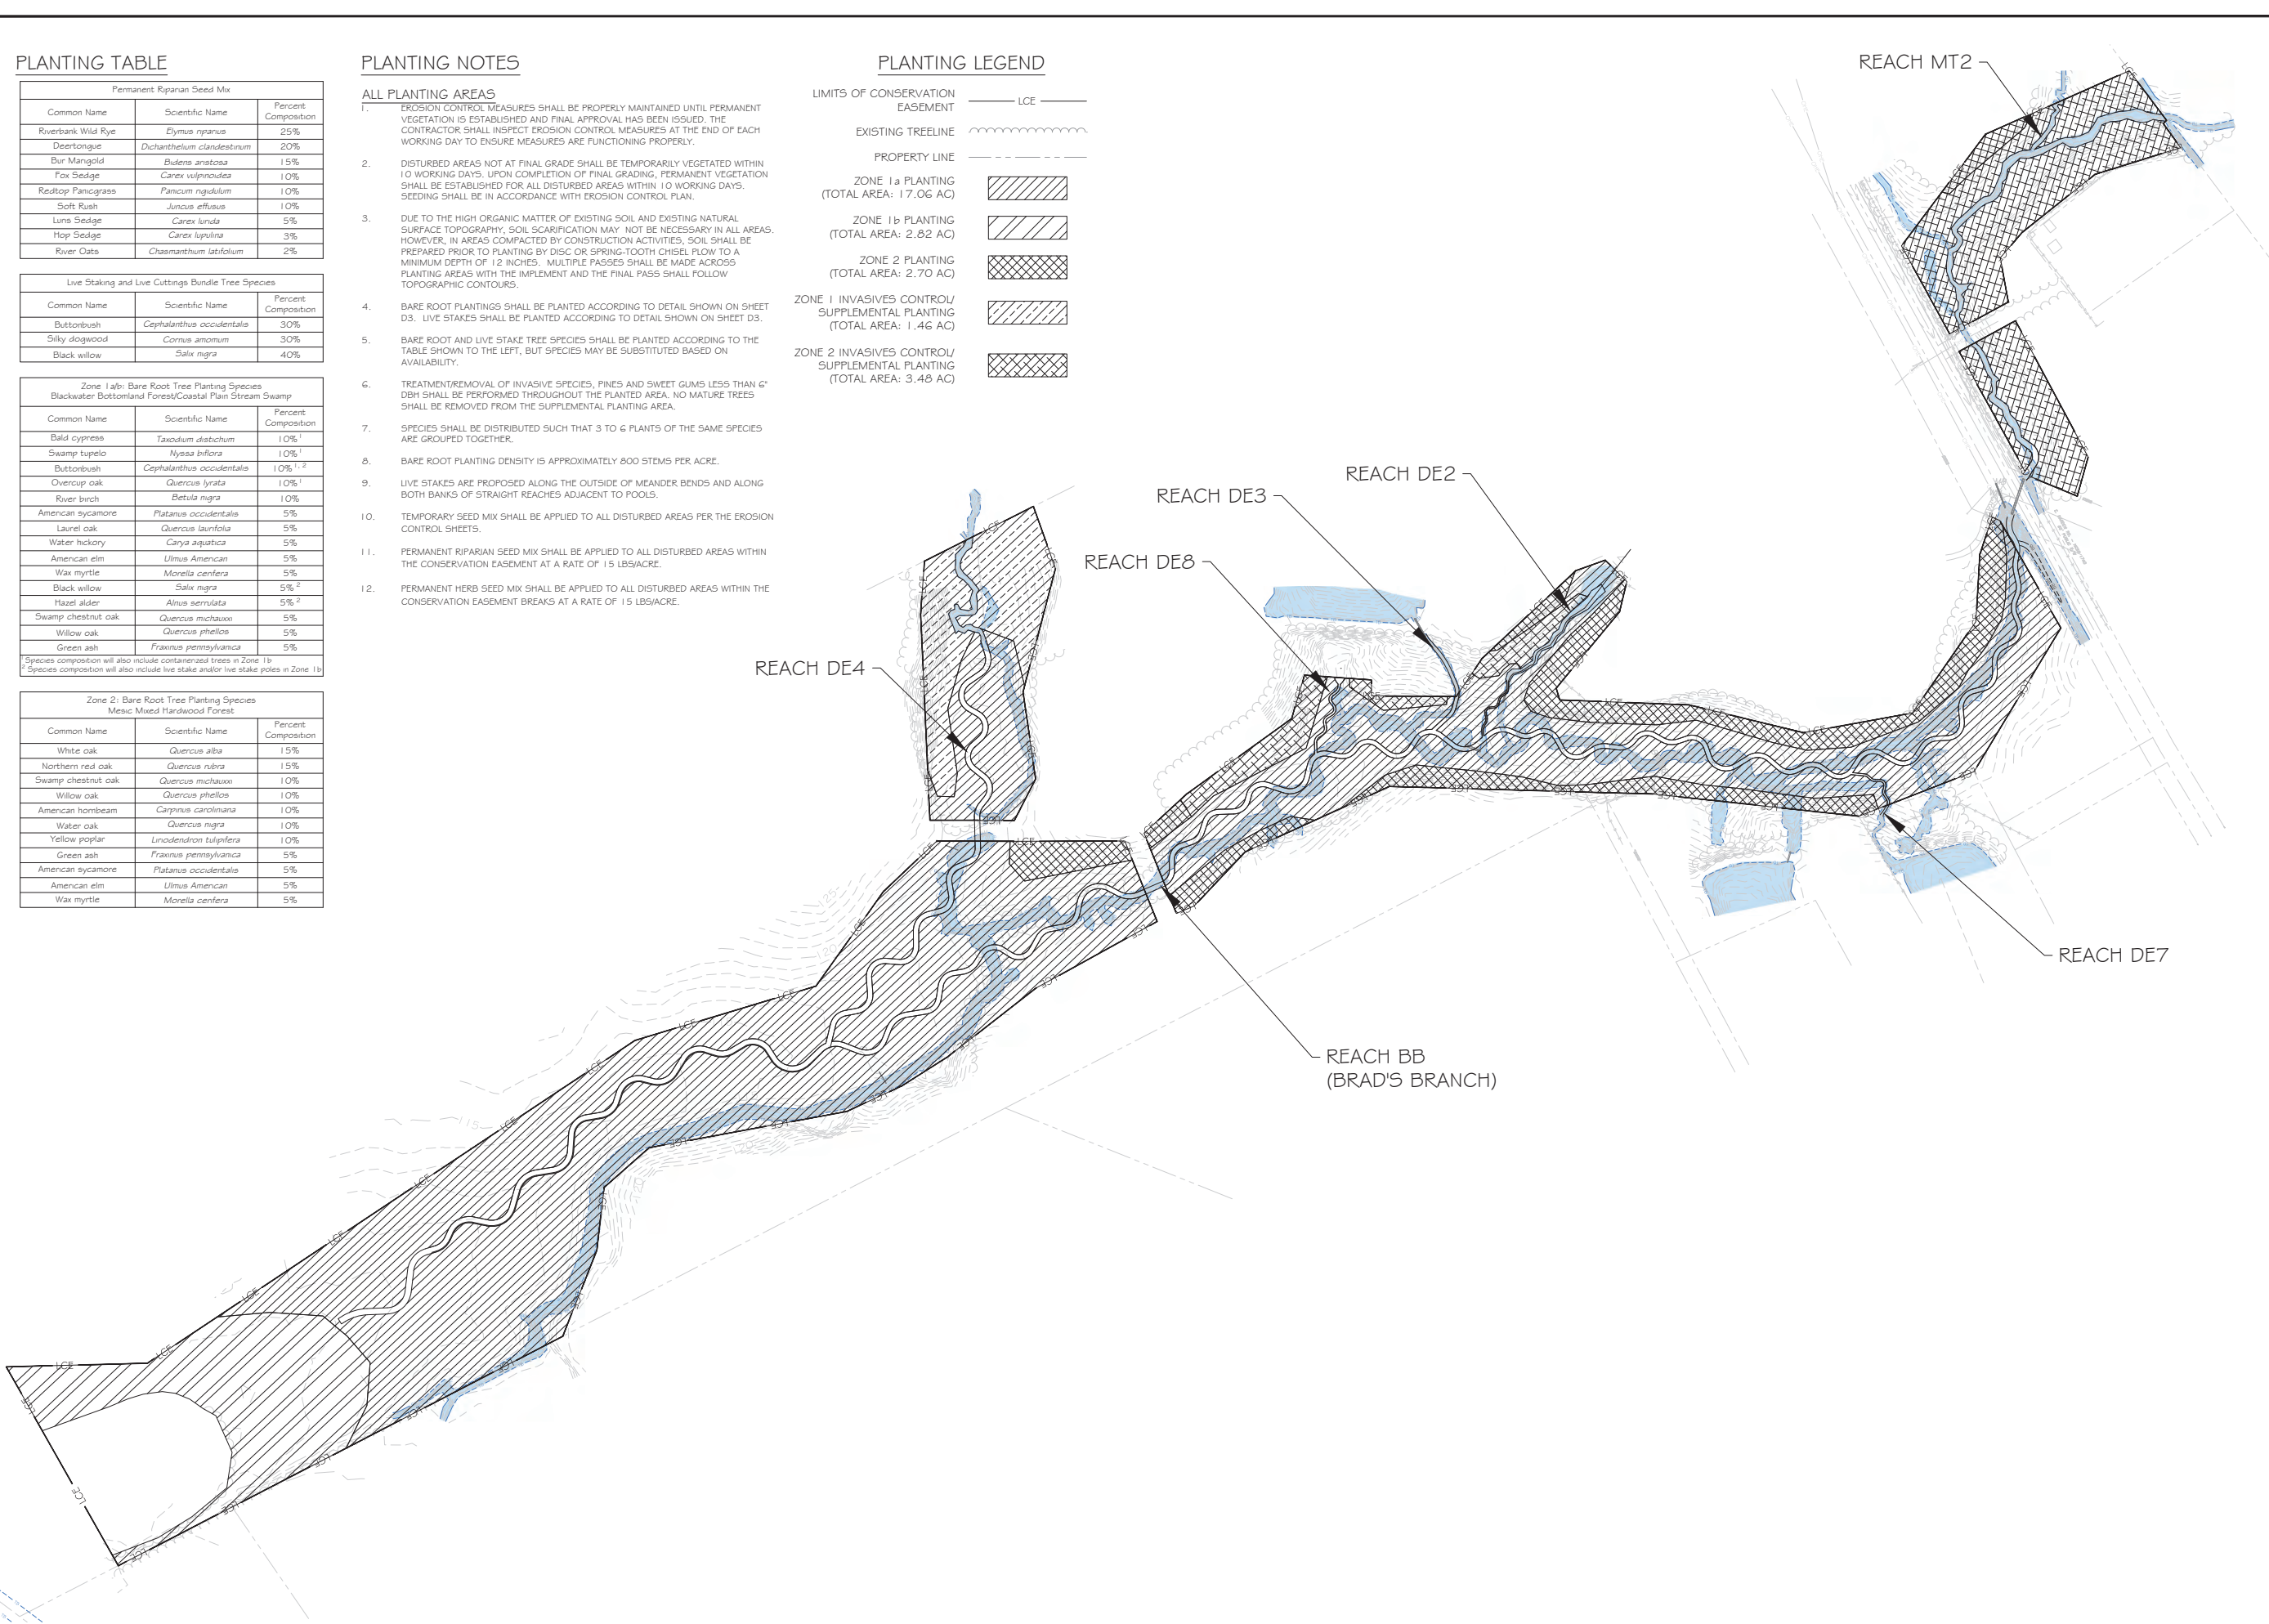 PLANTING TABLE
Permanent Riparian Seed Mix
Common Name Scientific Name Percent Composition
Riverbank Wild Rye Elymus riparius 25%
Deertongue Dichanthelium clandestinum 20%
Bur Marigold Bidens aristosa 15%
Fox Sedge Carex vulpinoidea 10%
Redtop Panicgrass Panicum rigidulum 10%
Soft Rush Juncus effusus 10%
Luris Sedge Carex lurida 5%
Hop Sedge Carex lupulina 3%
River Oats Chasmanthium latifolium 2%
Live Staking and Live Cuttings Bundle Tree Species
Common Name Scientific Name Percent Composition
Buttonbush Cephalanthus occidentalis 30%
Silky dogwood Cornus amomum 30%
Black willow Salix nigra 40%
Zone 1a/b: Bare Root Tree Planting Species
Blackwater Bottomland Forest/Coastal Plain Stream Swamp
Common Name Scientific Name Percent Composition
Bald cypress Taxodium distichum 10% 1
Swamp tupelo Nyssa biflora 10% 1
Buttonbush Cephalanthus occidentalis 10% 1, 2
Overcup oak Quercus lyrata 10% 1
River birch Betula nigra 10%
American sycamore Platanus occidentalis 5%
Laurel oak Quercus laurifolia 5%
Water hickory Carya aquatica 5%
American elm Ulmus American 5%
Wax myrtle Morella cerifera 5%
Black willow Salix nigra 5% 2
Hazel alder Alnus serrulata 5% 2
Swamp chestnut oak Quercus michauxii 5%
Willow oak Quercus phellos 5%
Green ash Fraxinus pennsylvanica 5%
1 Species composition will also include containerized trees in Zone 1b
2 Species composition will also include live stake and/or live stake poles in Zone 1b
Zone 2: Bare Root Tree Planting Species
Mesic Mixed Hardwood Forest
Common Name Scientific Name Percent Composition
White oak Quercus alba 15%
Northern red oak Quercus rubra 15%
Swamp chestnut oak Quercus michauxii 10%
Willow oak Quercus phellos 10%
American hornbeam Carpinus caroliniana 10%
Water oak Quercus nigra 10%
Yellow poplar Liriodendron tulipifera 10%
Green ash Fraxinus pennsylvanica 5%
American sycamore Platanus occidentalis 5%
American elm Ulmus American 5%
Wax myrtle Morella cerifera 5%
PLANTING NOTES
ALL PLANTING AREAS
1. EROSION CONTROL MEASURES SHALL BE PROPERLY MAINTAINED UNTIL PERMANENT
VEGETATION IS ESTABLISHED AND FINAL APPROVAL HAS BEEN ISSUED. THE
CONTRACTOR SHALL INSPECT EROSION CONTROL MEASURES AT THE END OF EACH
WORKING DAY TO ENSURE MEASURES ARE FUNCTIONING PROPERLY.
2. DISTURBED AREAS NOT AT FINAL GRADE SHALL BE TEMPORARILY VEGETATED WITHIN
10 WORKING DAYS. UPON COMPLETION OF FINAL GRADING, PERMANENT VEGETATION
SHALL BE ESTABLISHED FOR ALL DISTURBED AREAS WITHIN 10 WORKING DAYS.
SEEDING SHALL BE IN ACCORDANCE WITH EROSION CONTROL PLAN.
3. DUE TO THE HIGH ORGANIC MATTER OF EXISTING SOIL AND EXISTING NATURAL
SURFACE TOPOGRAPHY, SOIL SCARIFICATION MAY NOT BE NECESSARY IN ALL AREAS.
HOWEVER, IN AREAS COMPACTED BY CONSTRUCTION ACTIVITIES, SOIL SHALL BE
PREPARED PRIOR TO PLANTING BY DISC OR SPRING-TOOTH CHISEL PLOW TO A
MINIMUM DEPTH OF 12 INCHES. MULTIPLE PASSES SHALL BE MADE ACROSS
PLANTING AREAS WITH THE IMPLEMENT AND THE FINAL PASS SHALL FOLLOW
TOPOGRAPHIC CONTOURS.
4. BARE ROOT PLANTINGS SHALL BE PLANTED ACCORDING TO DETAIL SHOWN ON SHEET
D3. LIVE STAKES SHALL BE PLANTED ACCORDING TO DETAIL SHOWN ON SHEET D3.
5. BARE ROOT AND LIVE STAKE TREE SPECIES SHALL BE PLANTED ACCORDING TO THE
TABLE SHOWN TO THE LEFT, BUT SPECIES MAY BE SUBSTITUTED BASED ON
AVAILABILITY.
6. TREATMENT/REMOVAL OF INVASIVE SPECIES, PINES AND SWEET GUMS LESS THAN 6"
DBH SHALL BE PERFORMED THROUGHOUT THE PLANTED AREA. NO MATURE TREES
SHALL BE REMOVED FROM THE SUPPLEMENTAL PLANTING AREA.
7. SPECIES SHALL BE DISTRIBUTED SUCH THAT 3 TO 6 PLANTS OF THE SAME SPECIES
ARE GROUPED TOGETHER.
8. BARE ROOT PLANTING DENSITY IS APPROXIMATELY 800 STEMS PER ACRE.
9. LIVE STAKES ARE PROPOSED ALONG THE OUTSIDE OF MEANDER BENDS AND ALONG
BOTH BANKS OF STRAIGHT REACHES ADJACENT TO POOLS.
10. TEMPORARY SEED MIX SHALL BE APPLIED TO ALL DISTURBED AREAS PER THE EROSION
CONTROL SHEETS.
11. PERMANENT RIPARIAN SEED MIX SHALL BE APPLIED TO ALL DISTURBED AREAS WITHIN
THE CONSERVATION EASEMENT AT A RATE OF 15 LBS/ACRE.
12. PERMANENT HERB SEED MIX SHALL BE APPLIED TO ALL DISTURBED AREAS WITHIN THE
CONSERVATION EASEMENT BREAKS AT A RATE OF 15 LBS/ACRE.
PLANTING LEGEND
LIMITS OF CONSERVATION
EASEMENT LCE
EXISTING TREELINE
PROPERTY LINE
ZONE 1a PLANTING
(TOTAL AREA: 17.06 AC)
ZONE 1b PLANTING
(TOTAL AREA: 2.82 AC)
ZONE 2 PLANTING
(TOTAL AREA: 2.70 AC)
ZONE 1 INVASIVES CONTROL/
SUPPLEMENTAL PLANTING
(TOTAL AREA: 1.46 AC)
ZONE 2 INVASIVES CONTROL/
SUPPLEMENTAL PLANTING
(TOTAL AREA: 3.48 AC)
REACH MT2
REACH DE2
REACH DE3
REACH DE8
REACH DE4
REACH DE7
REACH BB
(BRAD'S BRANCH)
LCE
LCE
LCE
LCE
LCE
LCE
LCE
LCE
LCE
LCE
LCE
LCE
115